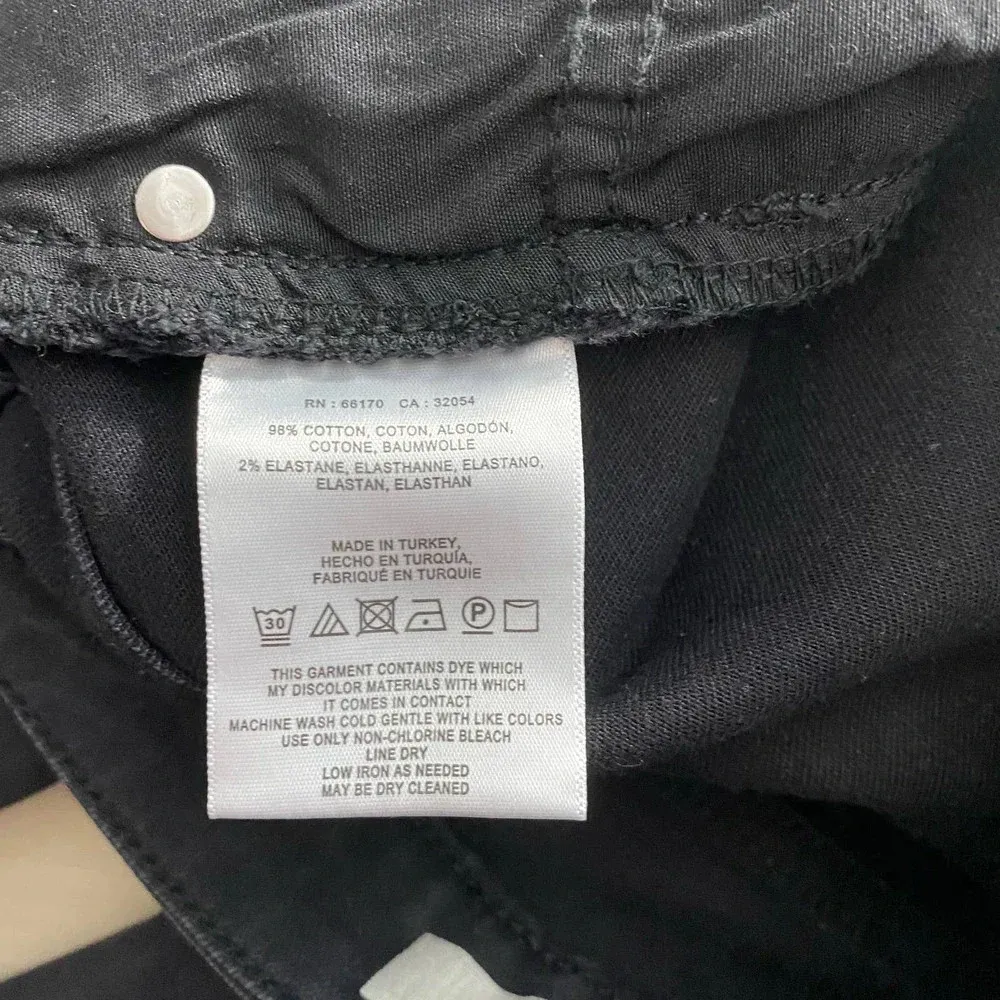 RN : 66170 CA : 32054
98% COTTON, COTON, ALGODÓN,
COTONE, BAUMWOLLE
2% ELASTANE, ELASTHANNE, ELASTANO,
ELASTAN, ELASTHAN
MADE IN TURKEY,
HECHO EN TURQUÍA,
FABRIQUÉ EN TURQUIE
30 P
THIS GARMENT CONTAINS DYE WHICH
MY DISCOLOR MATERIALS WITH WHICH
IT COMES IN CONTACT
MACHINE WASH COLD GENTLE WITH LIKE COLORS
USE ONLY NON-CHLORINE BLEACH
LINE DRY
LOW IRON AS NEEDED
MAY BE DRY CLEANED